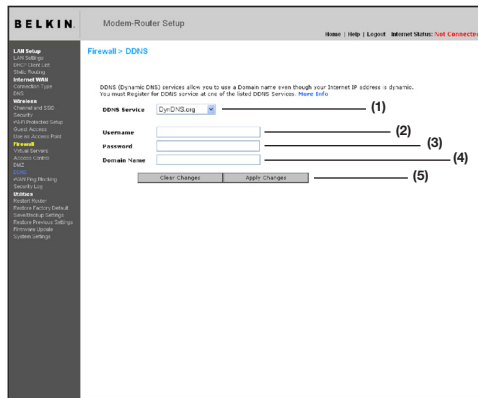 BELKIN.
Modem-Router Setup
Home | Help | Logout Internet Status: Not Connected
LAN Setup
LAN Settings
DHCP Client List
Static Routing
Internet WAN
Connection Type
DNS
Wireless
Channel and SSID
Security
Wi-Fi Protected Setup
Guest Access
Use as Access Point
Firewall
Virtual Servers
Access Control
DMZ
DDNS
WAN Ping Blocking
Security Log
Utilities
Restart Router
Restore Factory Default
Save/Backup Settings
Restore Previous Settings
Firmware Update
System Settings
Firewall > DDNS
DDNS (Dynamic DNS) services allow you to use a Domain name even though your Internet IP address is dynamic.
You must Register for DDNS service at one of the listed DDNS Services. More Info
DDNS Service DynDNS.org (1)
Username (2)
Password (3)
Domain Name (4)
Clear Changes Apply Changes (5)